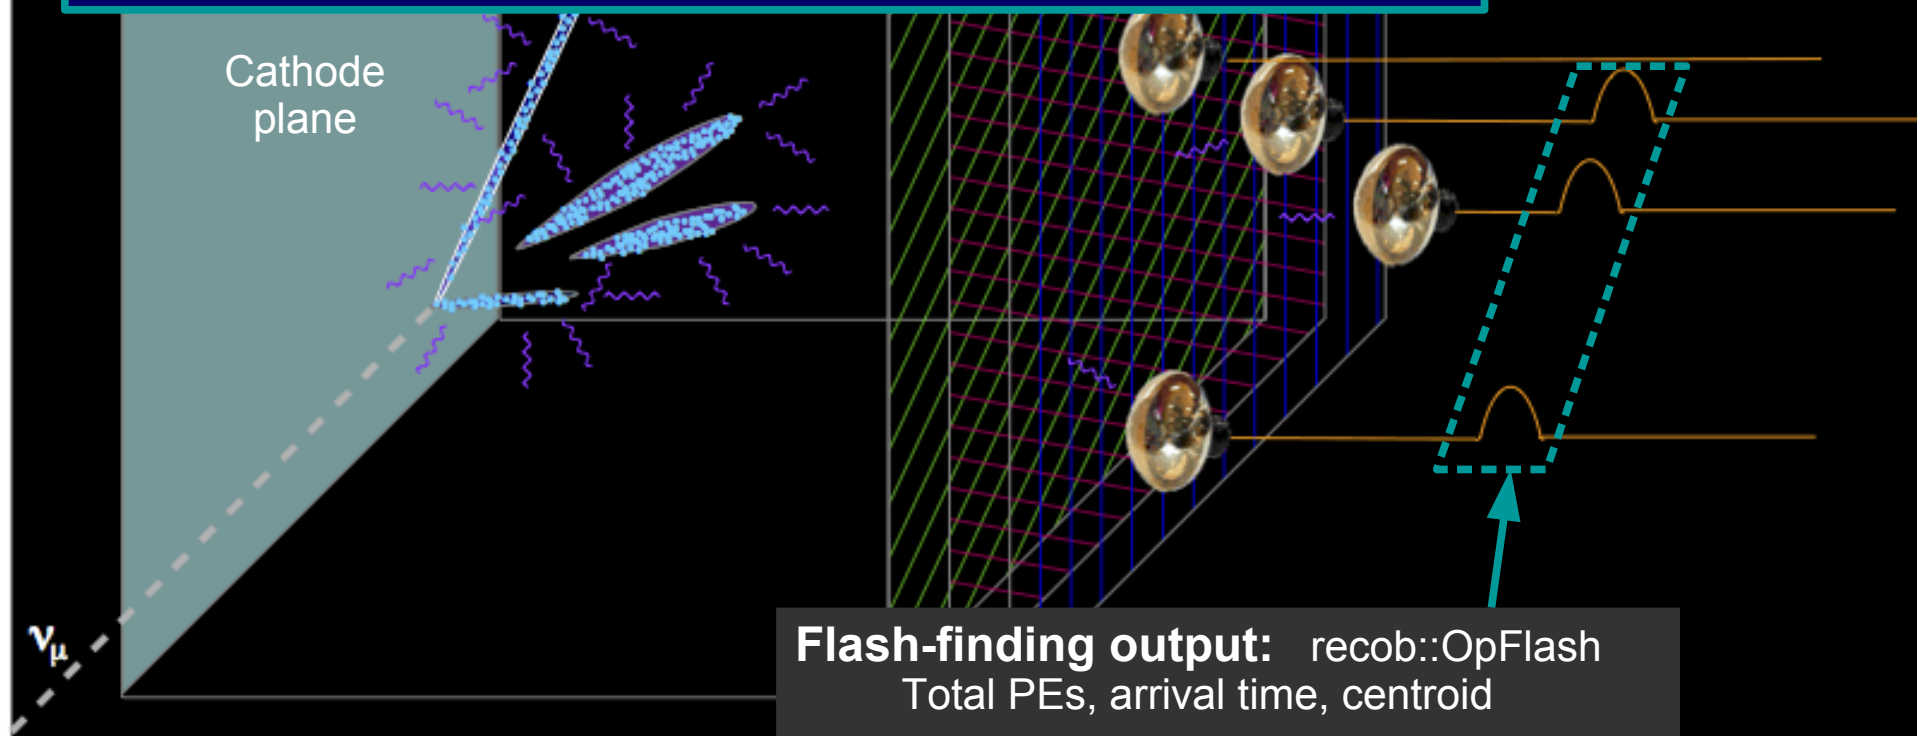 Cathode
plane
νμ
Flash-finding output: recob::OpFlash
Total PEs, arrival time, centroid